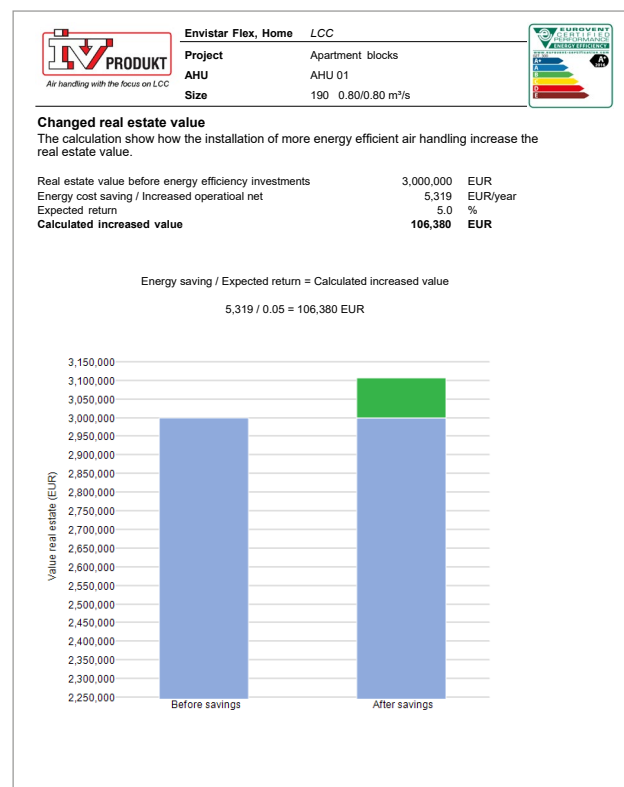 Envistar Flex, Home LCC
Project Apartment blocks
AHU AHU 01
Size 190 0.80/0.80 m³/s
iV PRODUKT
Air handling with the focus on LCC
EUROVENT
CERTIFIED
PERFORMANCE
ENERGY EFFICIENCY
www.eurovent-certification.com
A+
A
B
C
D
E
A+
2016
Changed real estate value
The calculation show how the installation of more energy efficient air handling increase the
real estate value.
Real estate value before energy efficiency investments 3,000,000 EUR
Energy cost saving / Increased operatioal net 5,319 EUR/year
Expected return 5.0 %
Calculated increased value 106,380 EUR
Energy saving / Expected return = Calculated increased value
5,319 / 0.05 = 106,380 EUR
Value real estate (EUR)
3,150,000
3,100,000
3,050,000
3,000,000
2,950,000
2,900,000
2,850,000
2,800,000
2,750,000
2,700,000
2,650,000
2,600,000
2,550,000
2,500,000
2,450,000
2,400,000
2,350,000
2,300,000
2,250,000
Before savings After savings